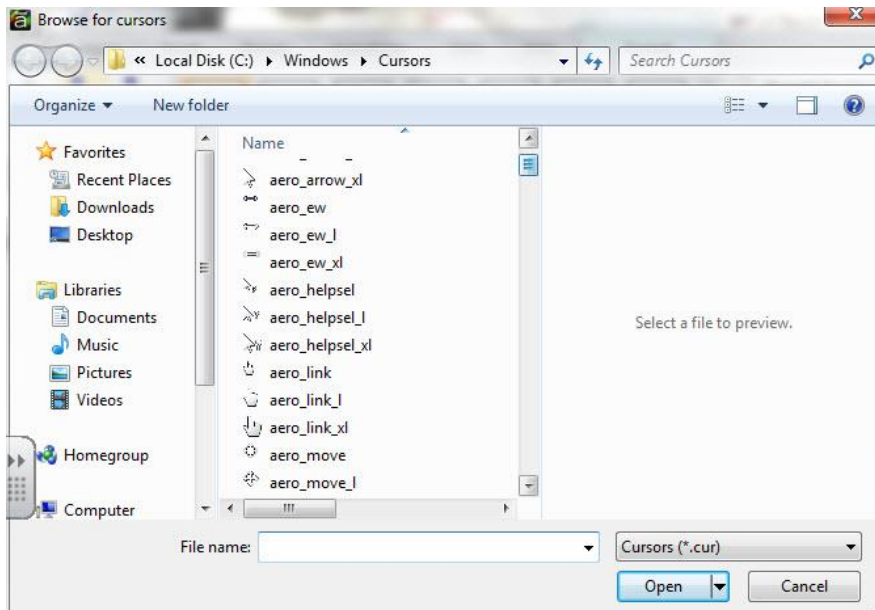 Browse for cursors
« Local Disk (C:) ▸ Windows ▸ Cursors
Search Cursors
Organize
New folder
Favorites
Recent Places
Downloads
Desktop
Libraries
Documents
Music
Pictures
Videos
Homegroup
Computer
Name
aero_arrow_xl
aero_ew
aero_ew_l
aero_ew_xl
aero_helpsel
aero_helpsel_l
aero_helpsel_xl
aero_link
aero_link_l
aero_link_xl
aero_move
aero_move_l
Select a file to preview.
File name:
Cursors (*.cur)
Open
Cancel